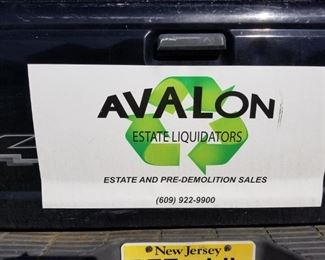 AVALON
ESTATE LIQUIDATORS
ESTATE AND PRE-DEMOLITION SALES
(609) 922-9900
New Jersey